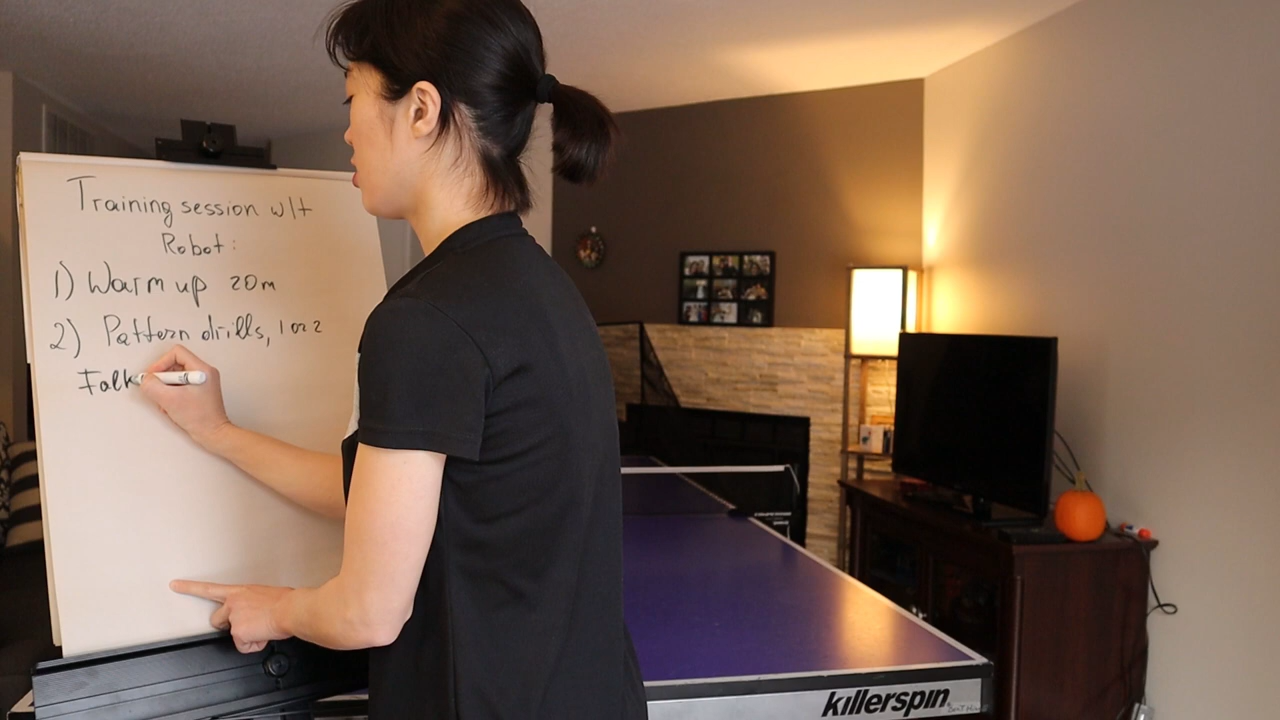 Training session w/t
Robot:
1) Warm up 20m
2) Pattern drills, 1 or 2
Falk
killerspin